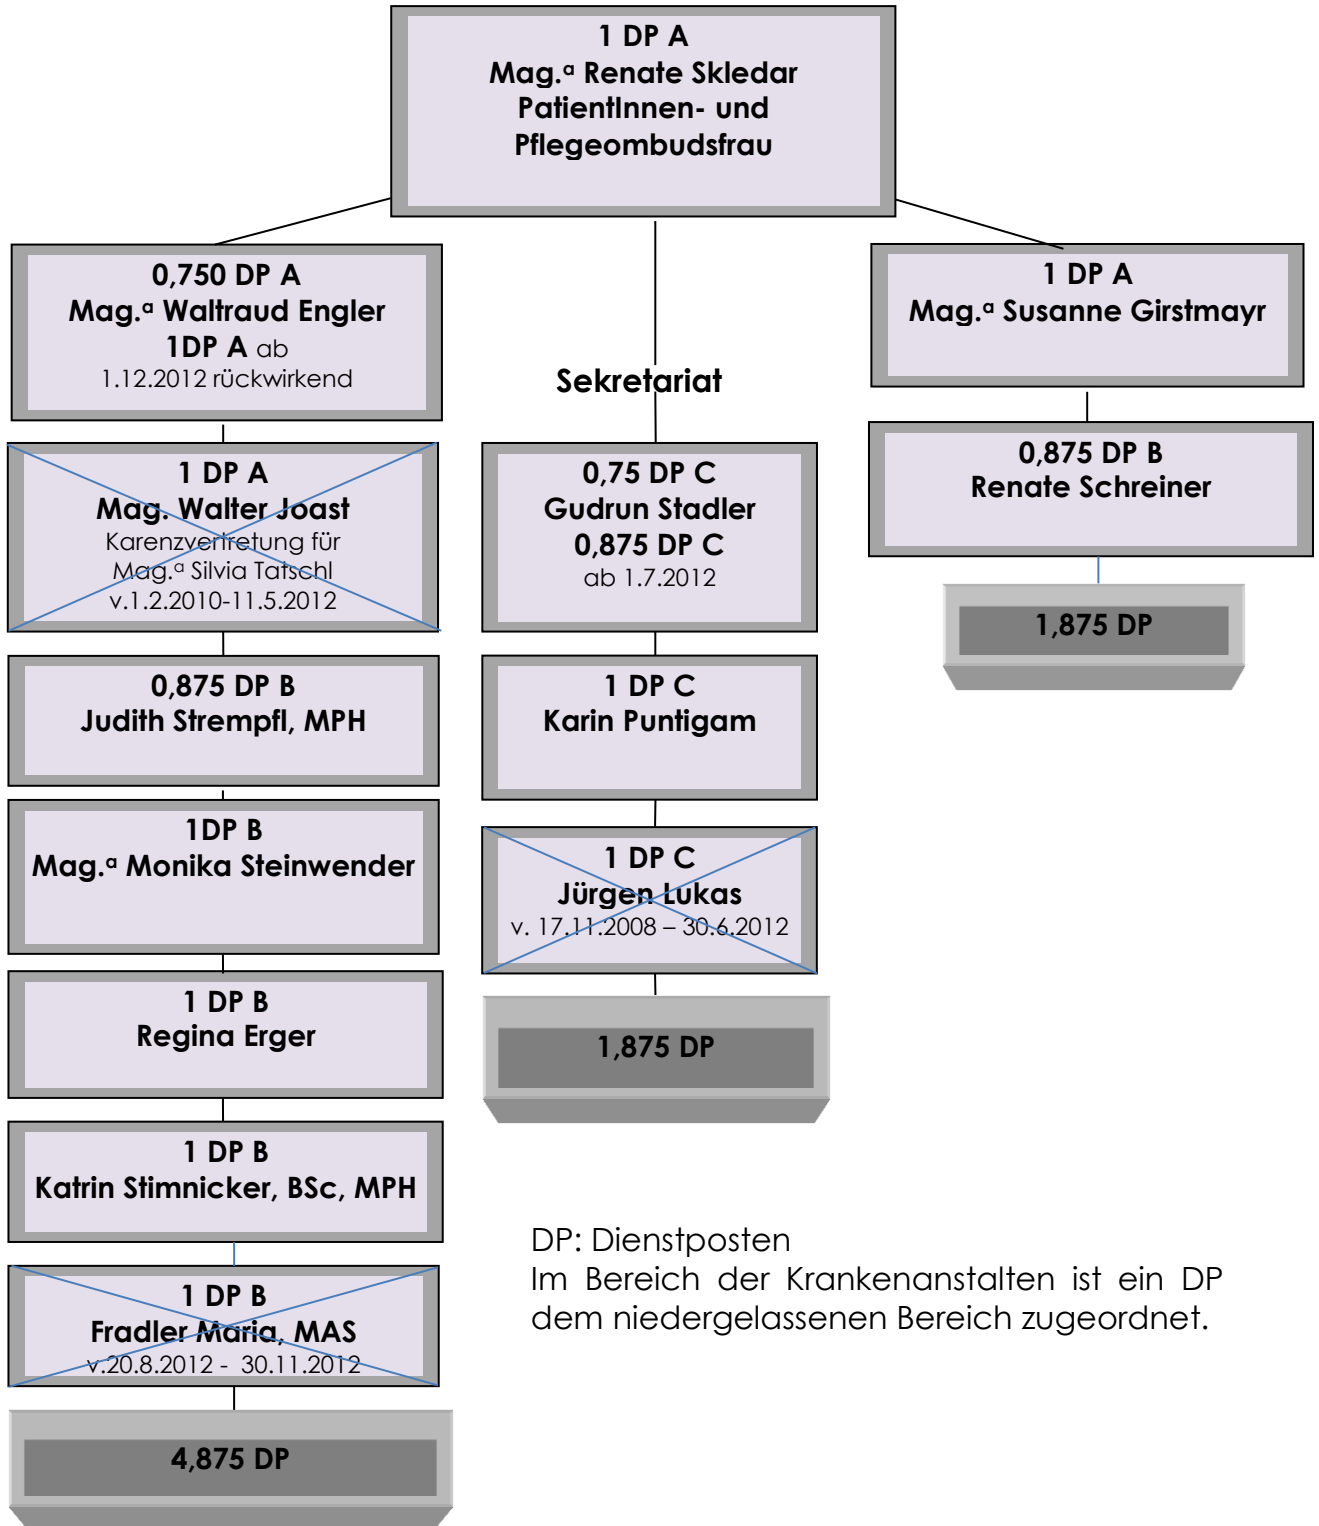 1 DP A
Mag.ª Renate Skledar
PatientInnen- und
Pflegeombudsfrau
0,750 DP A
Mag.ª Waltraud Engler
1DP A ab
1.12.2012 rückwirkend
1 DP A
Mag. Walter Joast
Karenzvertretung für
Mag.ª Silvia Tatschl
v.1.2.2010-11.5.2012
0,875 DP B
Judith Strempfl, MPH
1DP B
Mag.ª Monika Steinwender
1 DP B
Regina Erger
1 DP B
Katrin Stimnicker, BSc, MPH
1 DP B
Fradler Maria, MAS
v.20.8.2012 - 30.11.2012
4,875 DP
Sekretariat
0,75 DP C
Gudrun Stadler
0,875 DP C
ab 1.7.2012
1 DP C
Karin Puntigam
1 DP C
Jürgen Lukas
v. 17.11.2008 – 30.6.2012
1,875 DP
1 DP A
Mag.ª Susanne Girstmayr
0,875 DP B
Renate Schreiner
1,875 DP
DP: Dienstposten
Im Bereich der Krankenanstalten ist ein DP
dem niedergelassenen Bereich zugeordnet.